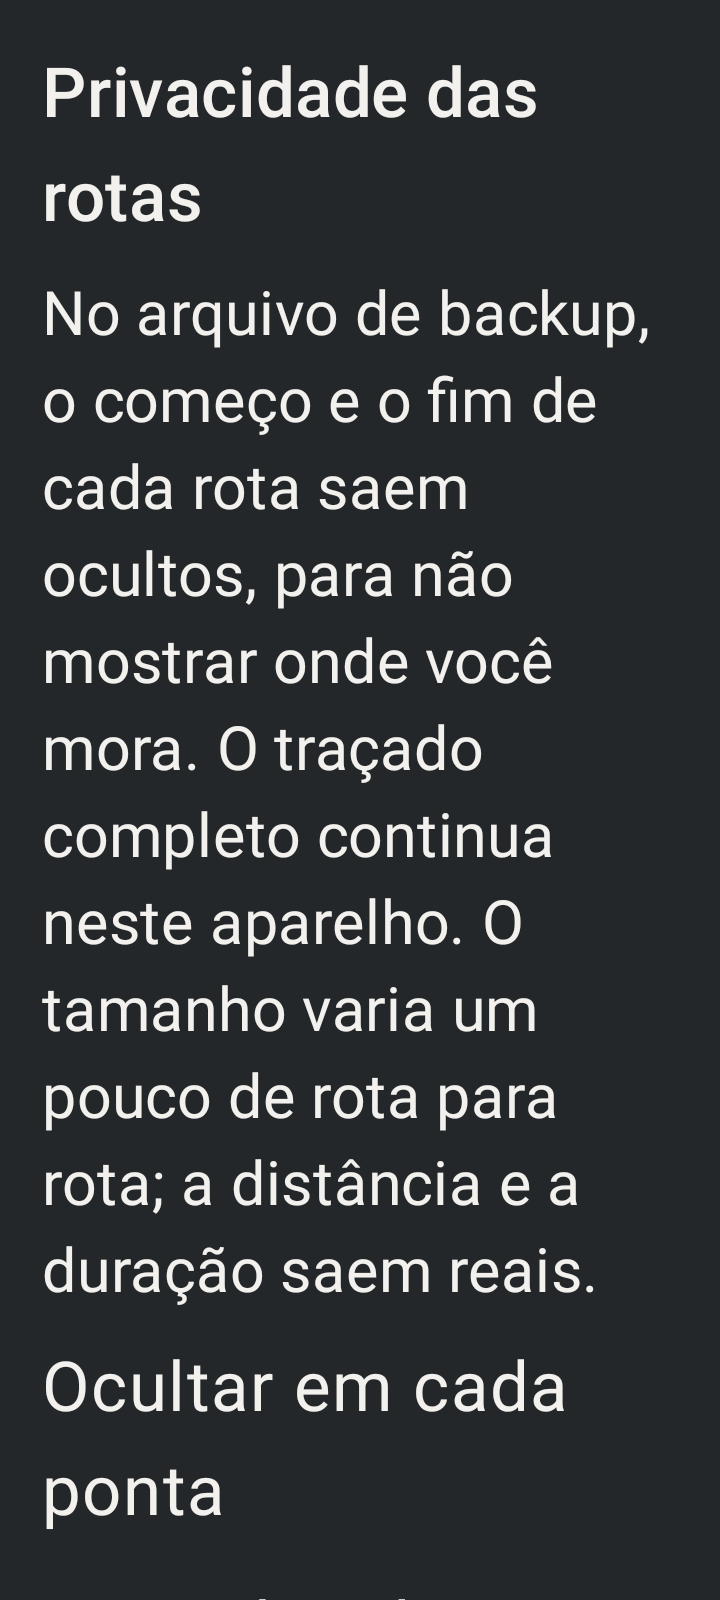 Privacidade das
rotas
No arquivo de backup,
o começo e o fim de
cada rota saem
ocultos, para não
mostrar onde você
mora. O traçado
completo continua
neste aparelho. O
tamanho varia um
pouco de rota para
rota; a distância e a
duração saem reais.
Ocultar em cada
ponta